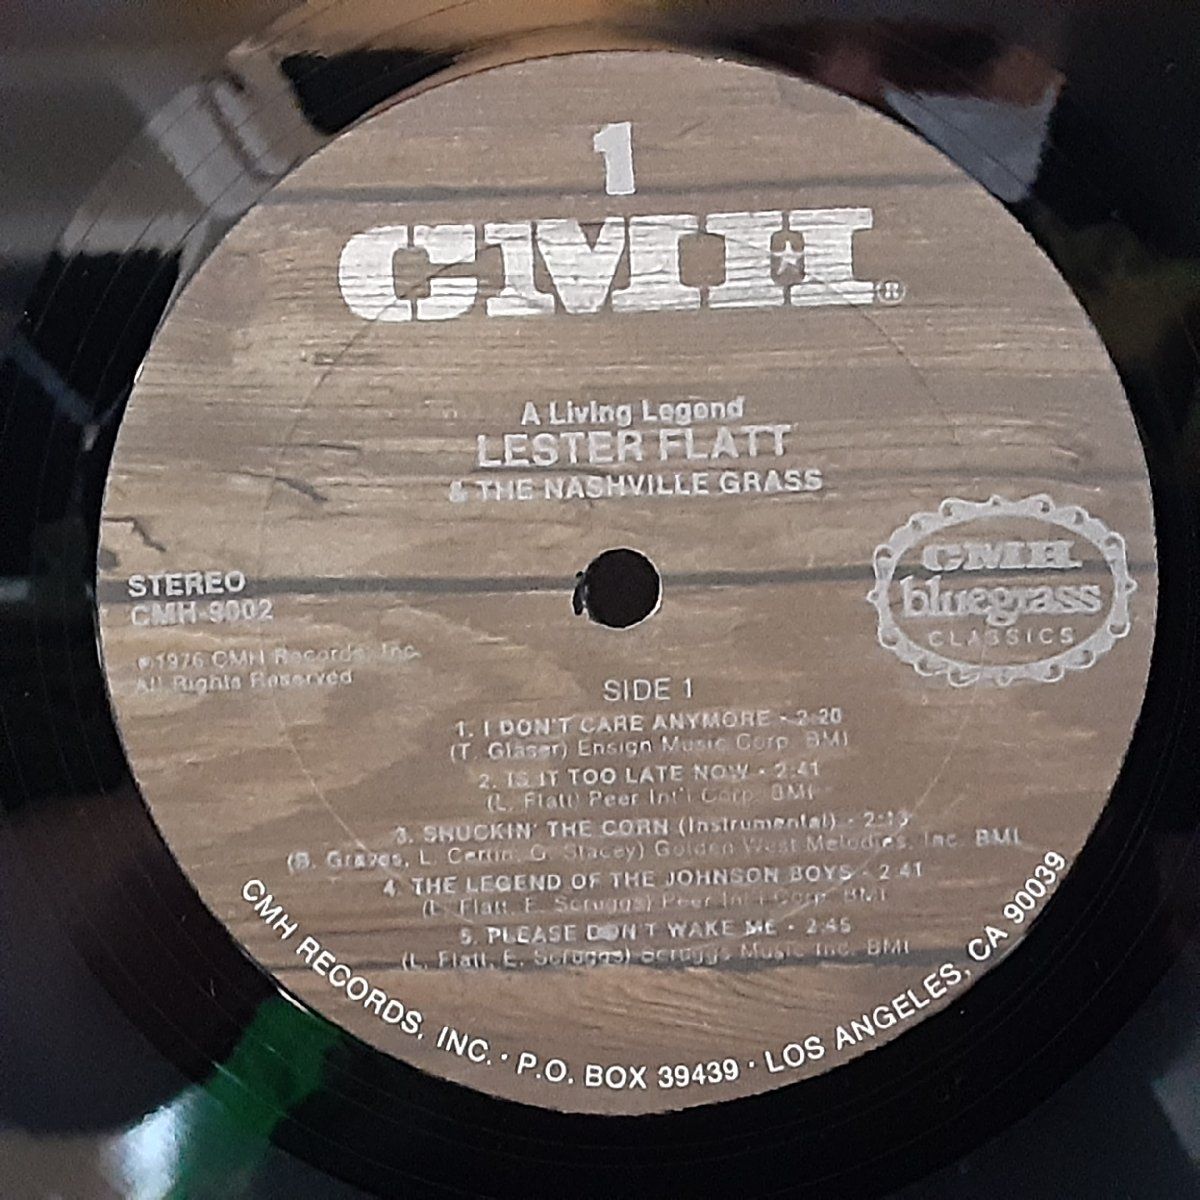 1
CMH®
A Living Legend
LESTER FLATT
& THE NASHVILLE GRASS
CMH
bluegrass
CLASSICS
STEREO
CMH-9002
℗1976 CMH Records, Inc.
All Rights Reserved
SIDE 1
1. I DON'T CARE ANYMORE - 2:20
(T. Glaser) Ensign Music Corp. BMI
2. IS IT TOO LATE NOW - 2:41
(L. Flatt) Peer Int'l Corp. BMI
3. SHUCKIN' THE CORN (Instrumental) -
(B. Graves, L. Certin, G. Stacey) Golden West Melodies, Inc. BMI
4. THE LEGEND OF THE JOHNSON BOYS - 2:41
(L. Flatt, E. Scruggs) Peer Int'l Corp. BMI
5. PLEASE DON'T WAKE ME - 2:45
(L. Flatt, E. Scruggs) Scruggs Music Inc. BMI
CMH RECORDS, INC. · P.O. BOX 39439 · LOS ANGELES, CA 90039